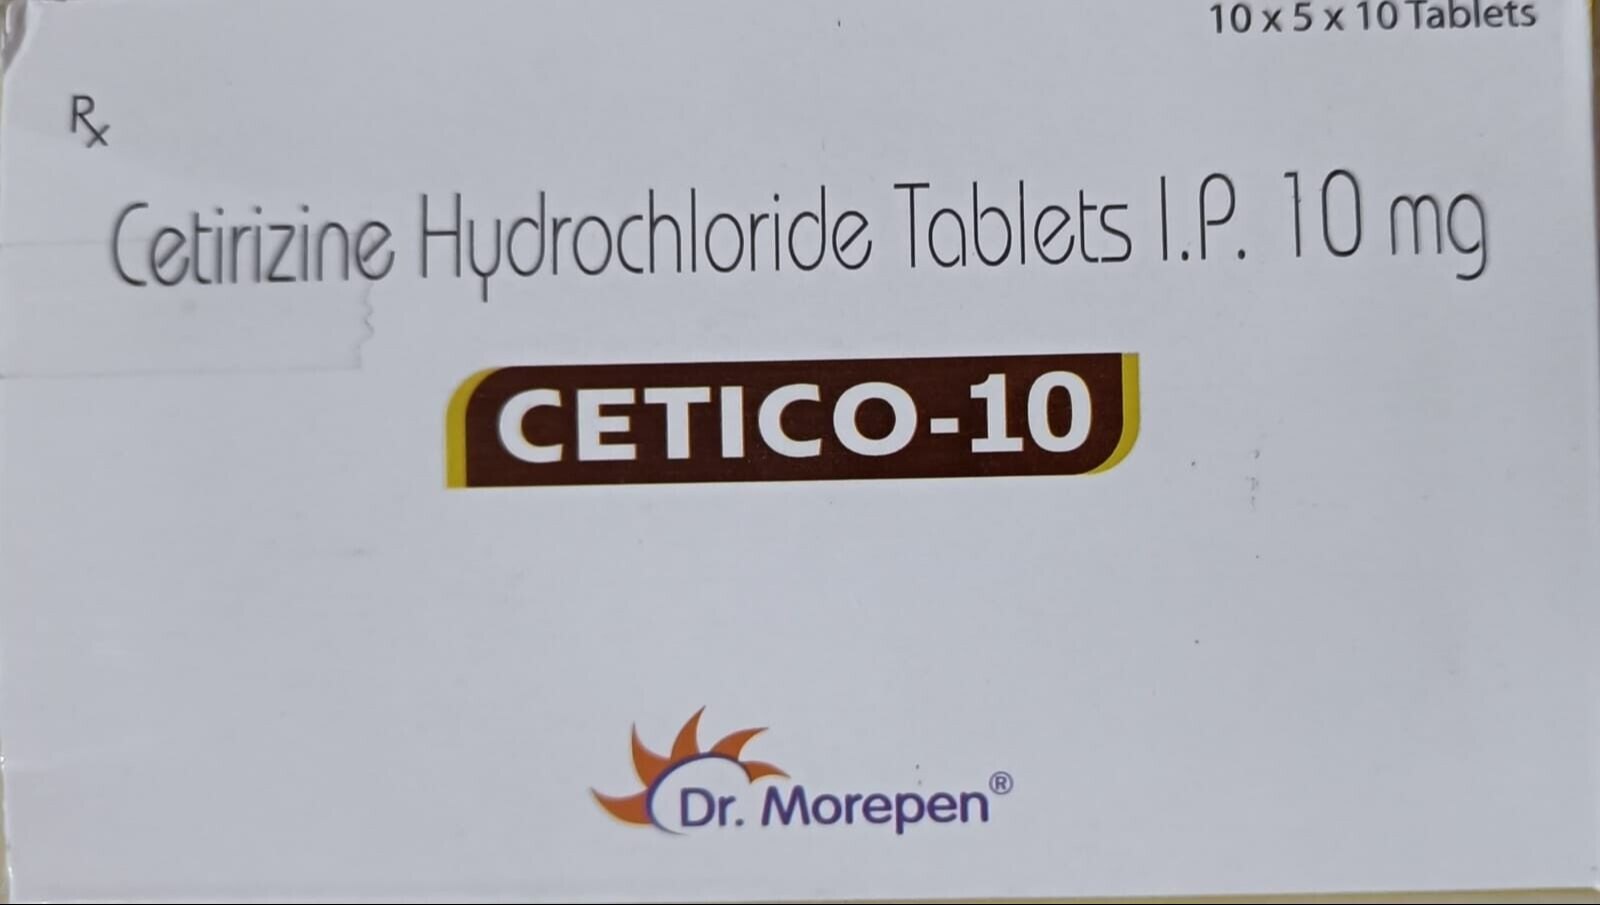 10 x 5 x 10 Tablets
Rx
Cetirizine Hydrochloride Tablets I.P. 10 mg
CETICO-10
Dr. Morepen®